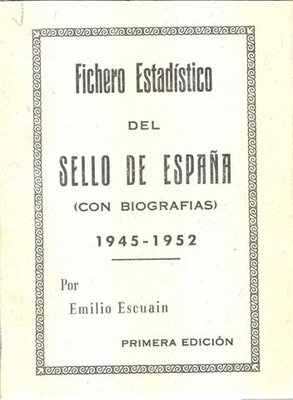 Fichero Estadístico
DEL
SELLO DE ESPAÑA
(CON BIOGRAFIAS)
1945-1952
Por
Emilio Escuain
PRIMERA EDICIÓN